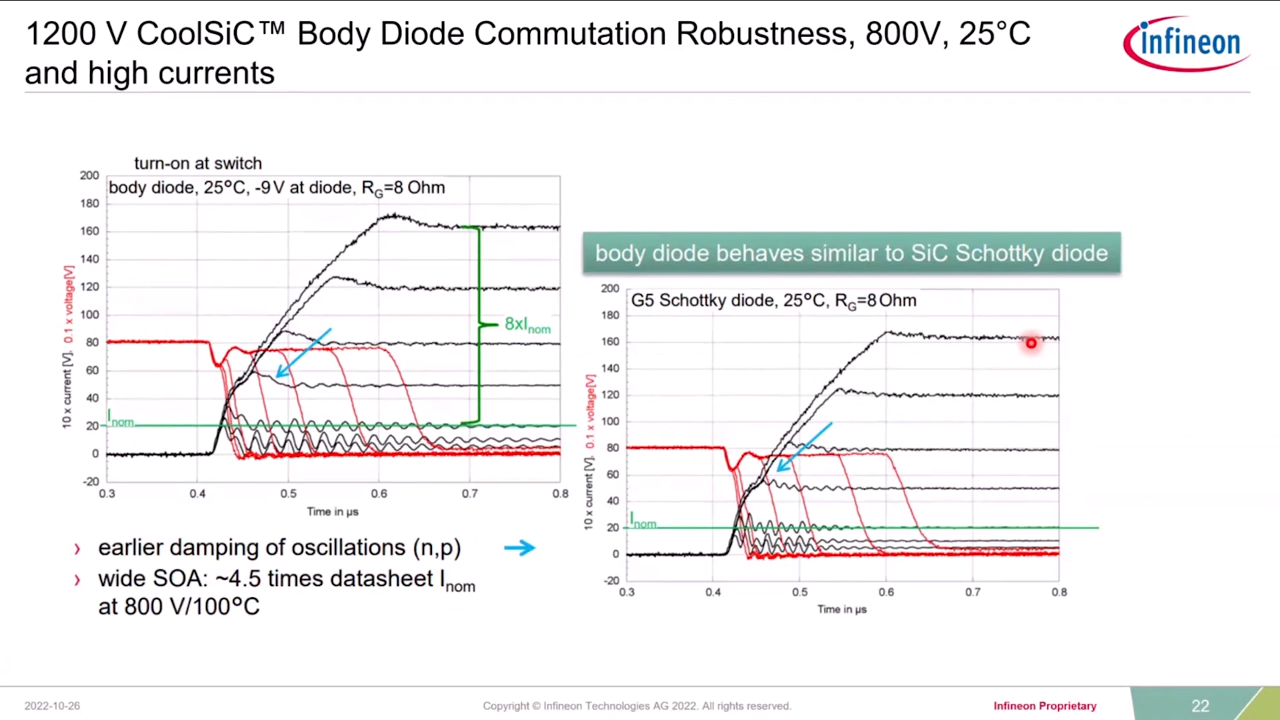 1200 V CoolSiC™ Body Diode Commutation Robustness, 800V, 25°C
and high currents
infineon
turn-on at switch
body diode, 25°C, -9V at diode, RG=8 Ohm
200
180
160
140
120
100
80
60
40
20
0
-20
10 x current [V]. 0.1 x voltage[V]
Inom
8xInom
0.3 0.4 0.5 0.6 0.7 0.8
Time in µs
body diode behaves similar to SiC Schottky diode
G5 Schottky diode, 25°C, RG=8Ohm
200
180
160
140
120
100
80
60
40
20
0
-20
10 x current [V]. 0.1 x voltage[V]
Inom
0.3 0.4 0.5 0.6 0.7 0.8
Time in µs
› earlier damping of oscillations (n,p)
› wide SOA: ~4.5 times datasheet Inom
at 800 V/100°C
2022-10-26
Copyright © Infineon Technologies AG 2022. All rights reserved.
Infineon Proprietary
22